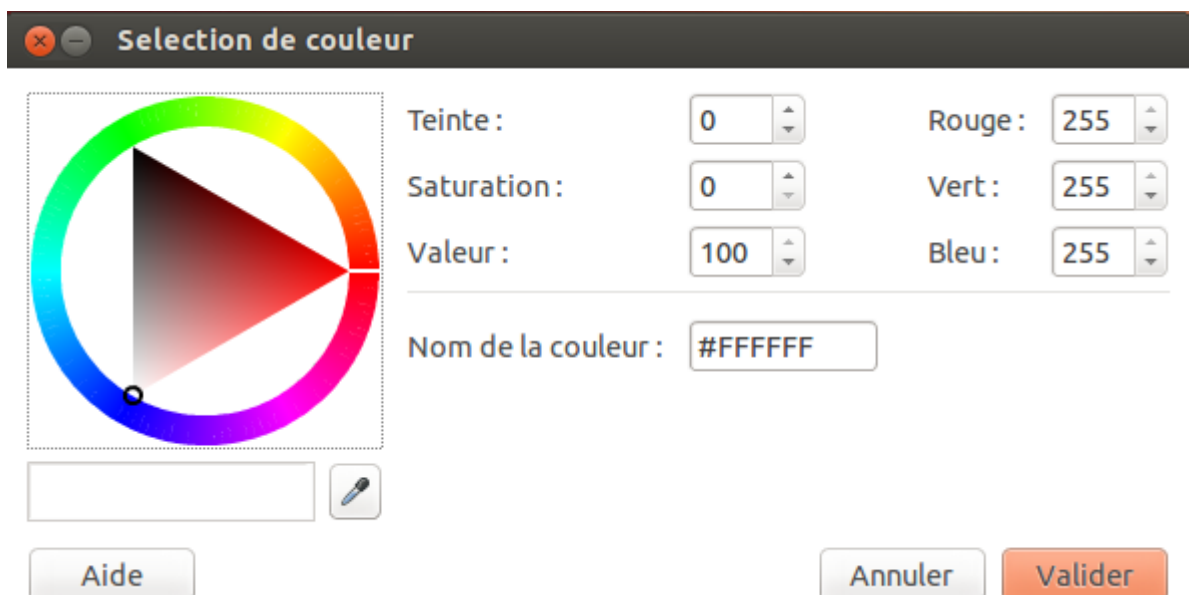 Selection de couleur
Teinte : 0 Rouge : 255
Saturation : 0 Vert : 255
Valeur : 100 Bleu : 255
Nom de la couleur : #FFFFFF
Aide Annuler Valider